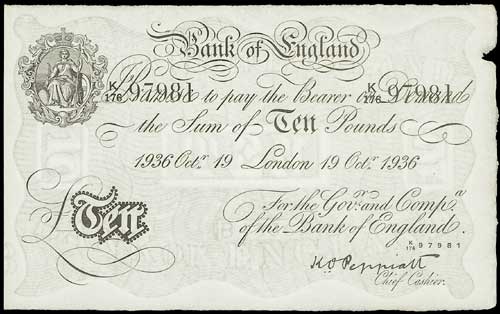 Bank of England
K/176 97981 K/176 97981
Promise to pay the Bearer on Demand
the Sum of Ten Pounds
1936 Octr. 19 London 19 Octr. 1936
For the Govr. and Compa.
of the Bank of England.
£Ten
K/176 97981
K O Peppiatt
Chief Cashier.